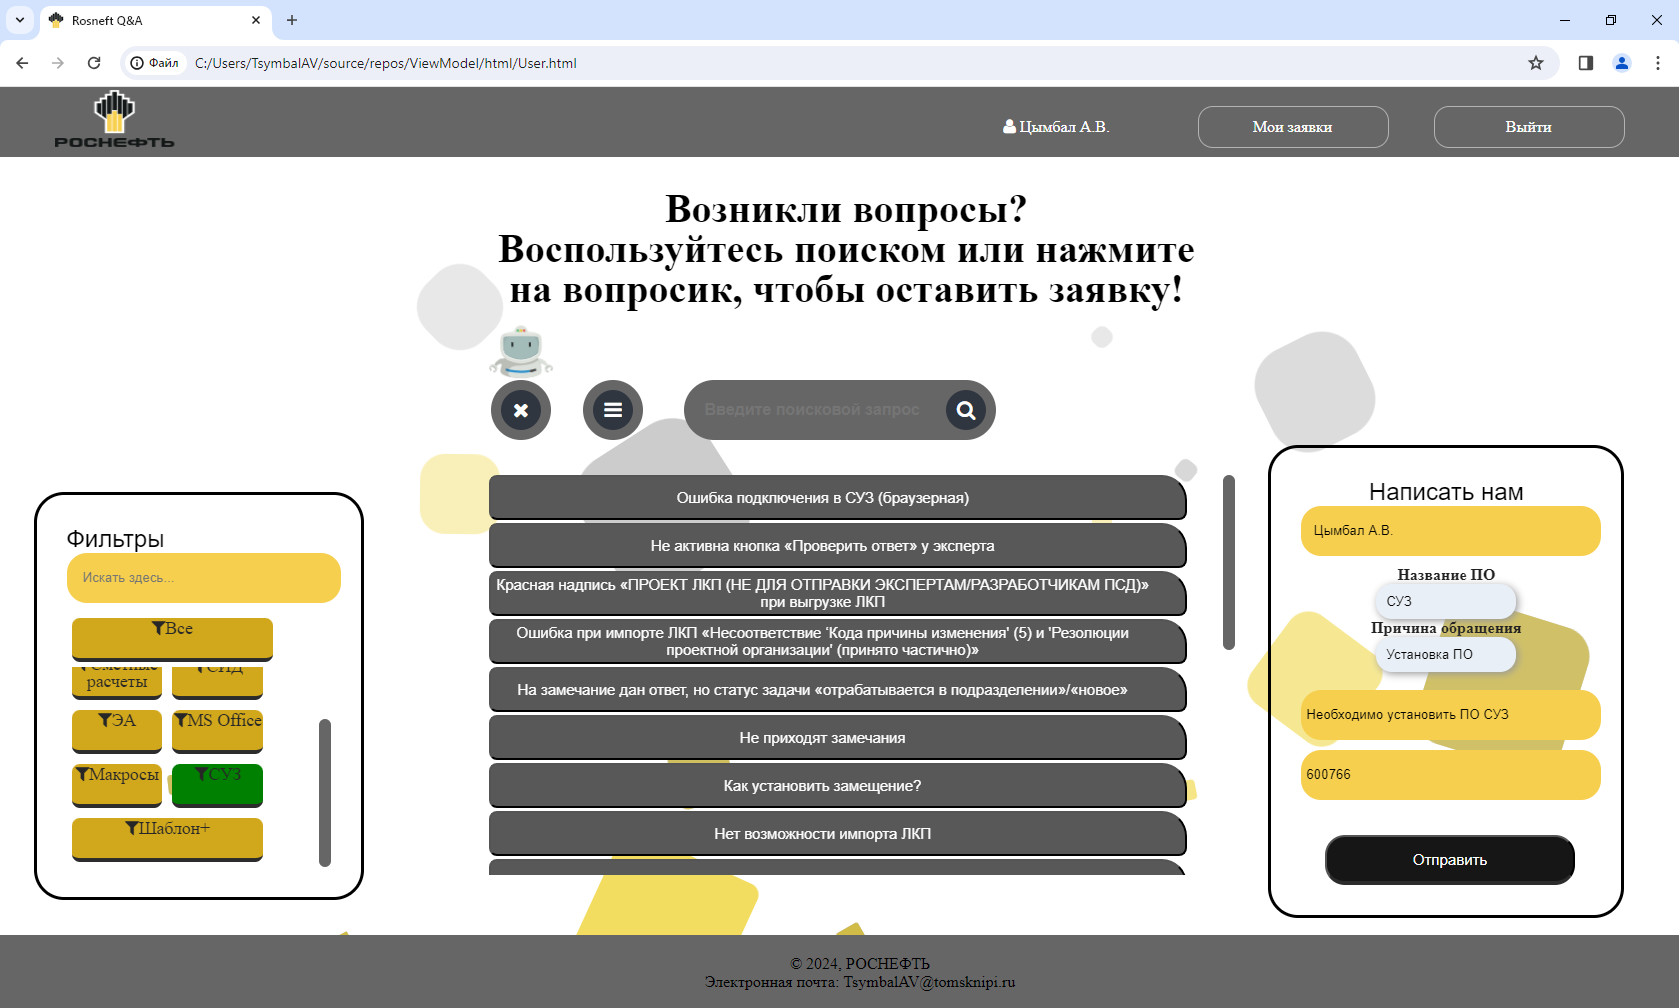 Rosneft Q&A
Файл
C:/Users/TsymbalAV/source/repos/ViewModel/html/User.html
РОСНЕФТЬ
Цымбал А.В.
Мои заявки
Выйти
Возникли вопросы?
Воспользуйтесь поиском или нажмите
на вопросик, чтобы оставить заявку!
Введите поисковой запрос
Фильтры
Искать здесь...
Все
Сметные
расчеты
СИД
ЭА
MS Office
Макросы
СУЗ
Шаблон+
Ошибка подключения в СУЗ (браузерная)
Не активна кнопка «Проверить ответ» у эксперта
Красная надпись «ПРОЕКТ ЛКП (НЕ ДЛЯ ОТПРАВКИ ЭКСПЕРТАМ/РАЗРАБОТЧИКАМ ПСД)»
при выгрузке ЛКП
Ошибка при импорте ЛКП «Несоответствие 'Кода причины изменения' (5) и 'Резолюции
проектной организации' (принято частично)»
На замечание дан ответ, но статус задачи «отрабатывается в подразделении»/«новое»
Не приходят замечания
Как установить замещение?
Нет возможности импорта ЛКП
Написать нам
Цымбал А.В.
Название ПО
СУЗ
Причина обращения
Установка ПО
Необходимо установить ПО СУЗ
600766
Отправить
© 2024, РОСНЕФТЬ
Электронная почта: TsymbalAV@tomsknipi.ru